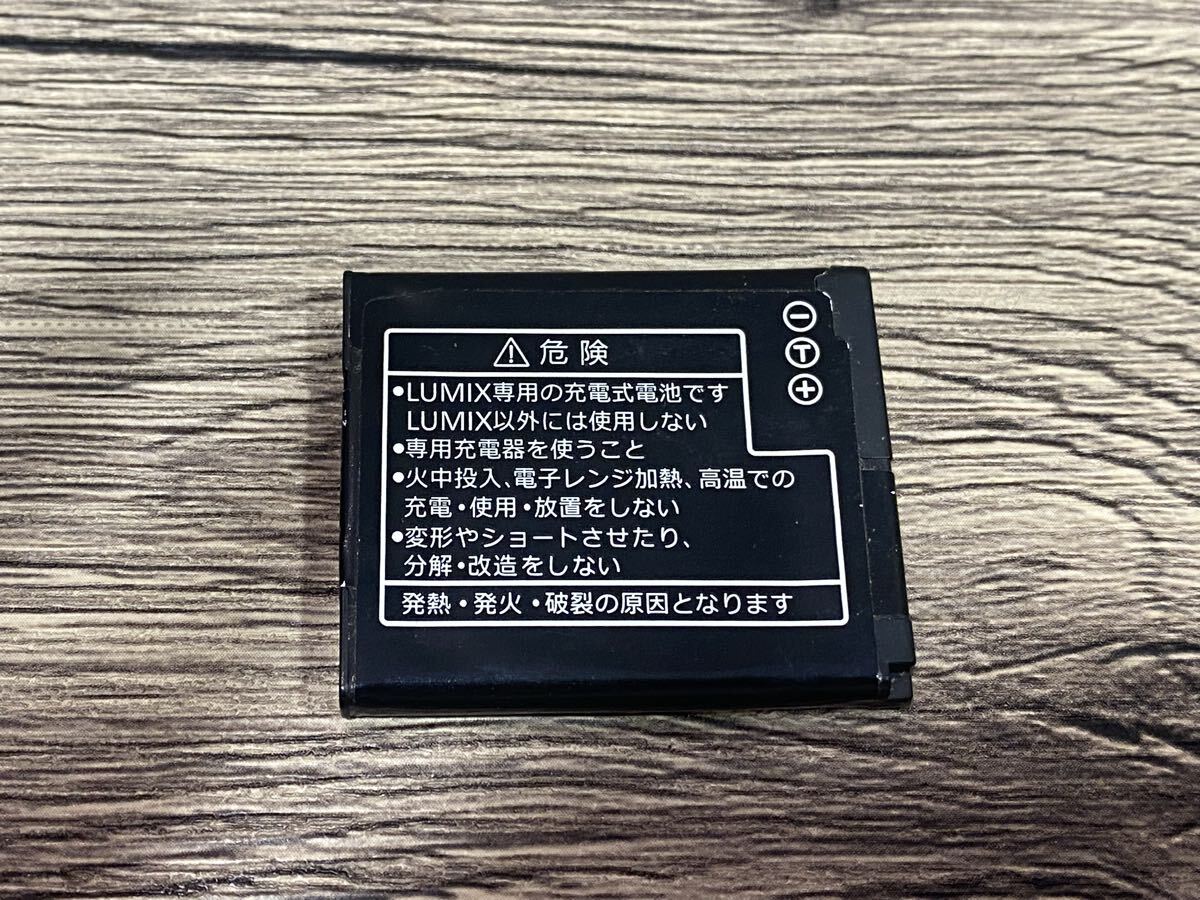 ⚠危険
•LUMIX専用の充電式電池です
LUMIX以外には使用しない
•専用充電器を使うこと
•火中投入、電子レンジ加熱、高温での
充電・使用・放置をしない
•変形やショートさせたり、
分解・改造をしない
発熱・発火・破裂の原因となります
⊖
T
⊕